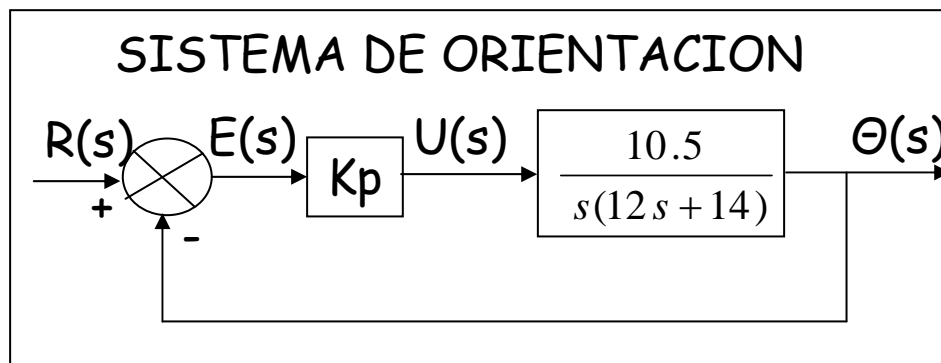 SISTEMA DE ORIENTACION
R(s) E(s) Kp U(s) 10.5 Θ(s)
s(12s+14)
+
-